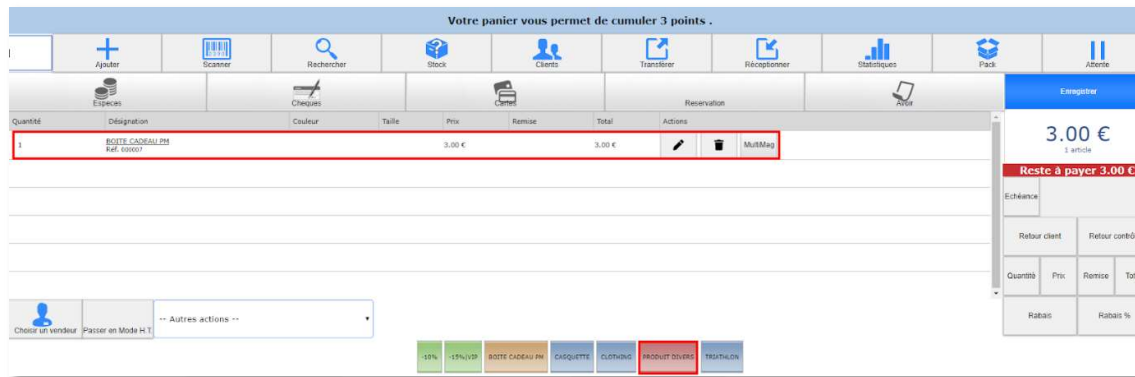 Votre panier vous permet de cumuler 3 points .
Ajouter Scanner Rechercher Stock Clients Transférer Réceptionner Statistiques Pack Attente
Especes Cheques Cartes Reservation Avoir Enregistrer
Quantité Désignation Couleur Taille Prix Remise Total Actions
1 BOITE CADEAU PM 3.00 € 3.00 € MultiMag
Réf. 000007
3.00 €
1 article
Reste à payer 3.00 €
Echéance
Retour client Retour contrô
Quantité Prix Remise Tot
Rabais Rabais %
Choisir un vendeur Passer en Mode H.T. -- Autres actions --
-10% -15%|VIP BOITE CADEAU PM CASQUETTE CLOTHING PRODUIT DIVERS TRIATHLON